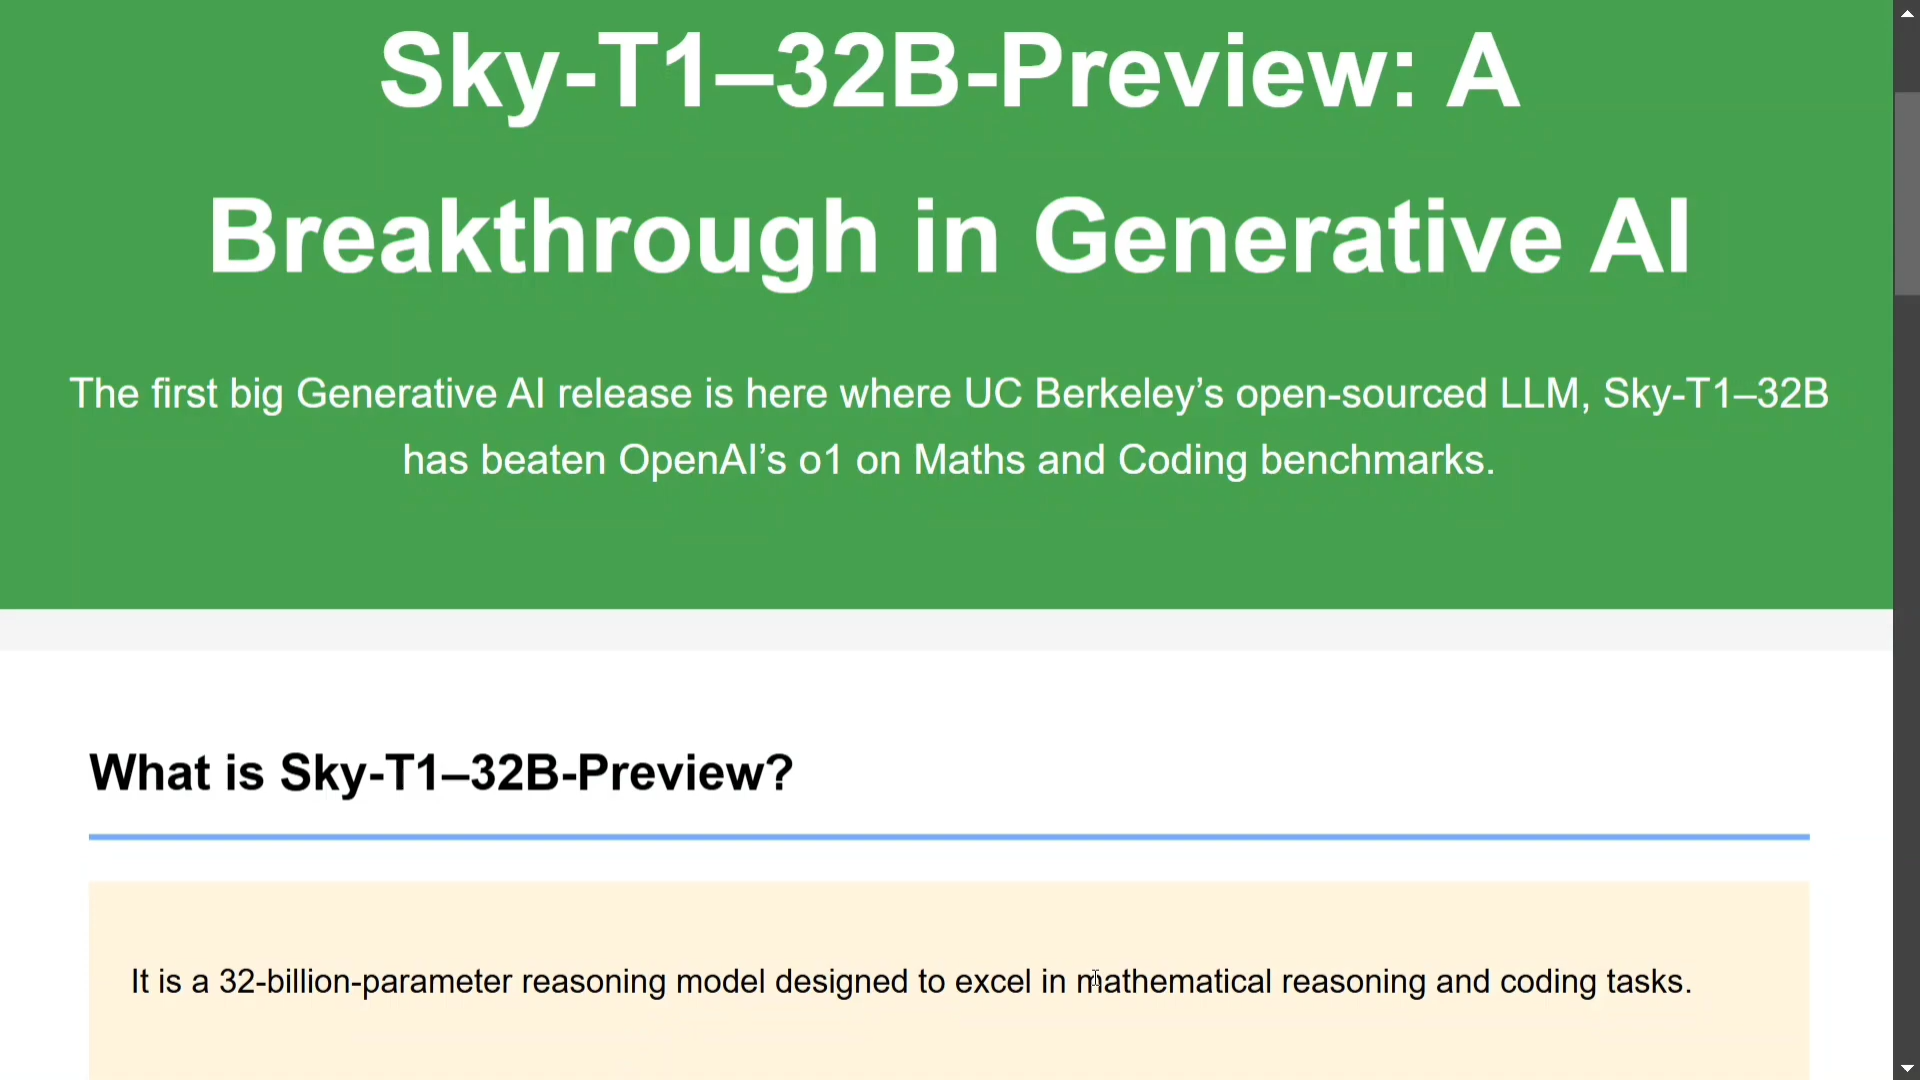 Sky-T1–32B-Preview: A
Breakthrough in Generative AI
The first big Generative AI release is here where UC Berkeley’s open-sourced LLM, Sky-T1–32B
has beaten OpenAI’s o1 on Maths and Coding benchmarks.
What is Sky-T1–32B-Preview?
It is a 32-billion-parameter reasoning model designed to excel in mathematical reasoning and coding tasks.